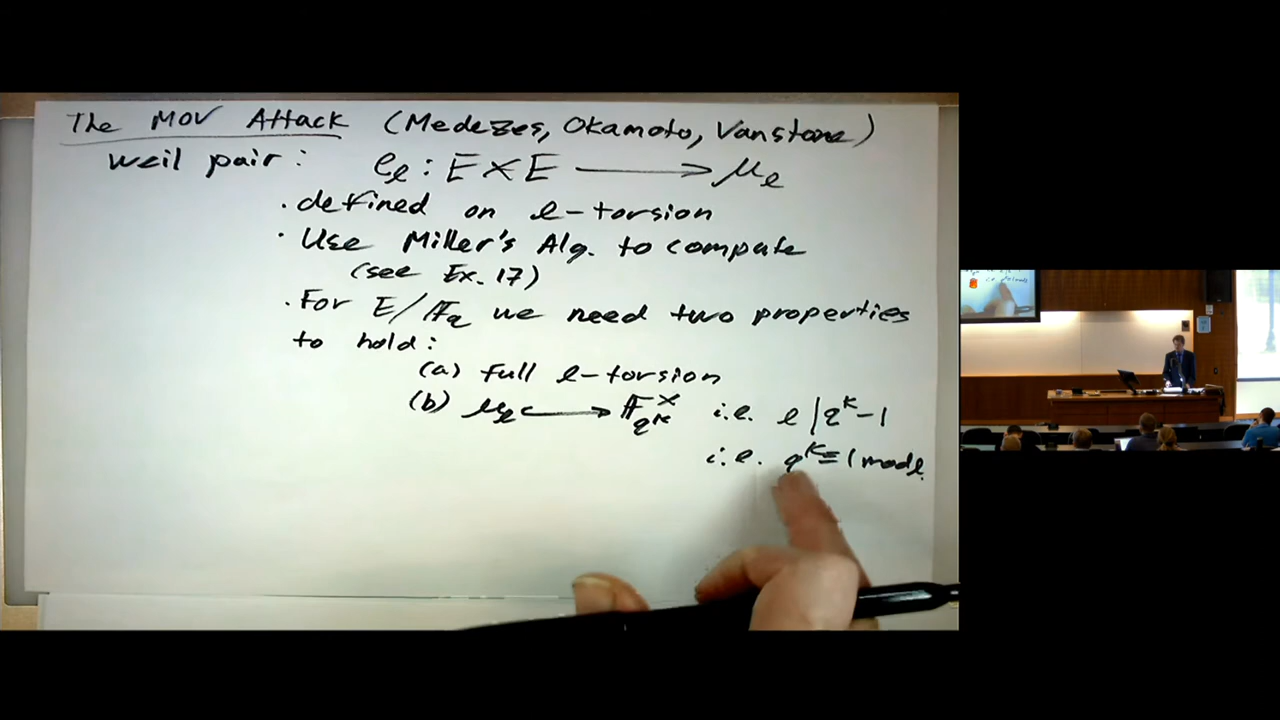 The MOV Attack (Medezes, Okamoto, Vanstone)
Weil pair: eℓ : E × E ⟶ μℓ
· defined on ℓ-torsion
· Use Miller's Alg. to compute
(see Ex. 17)
· For E/𝔽q we need two properties
to hold:
(a) full ℓ-torsion
(b) μℓ ↪ 𝔽q^k^× i.e. ℓ | q^k - 1
i.e. q^k ≡ 1 mod ℓ.